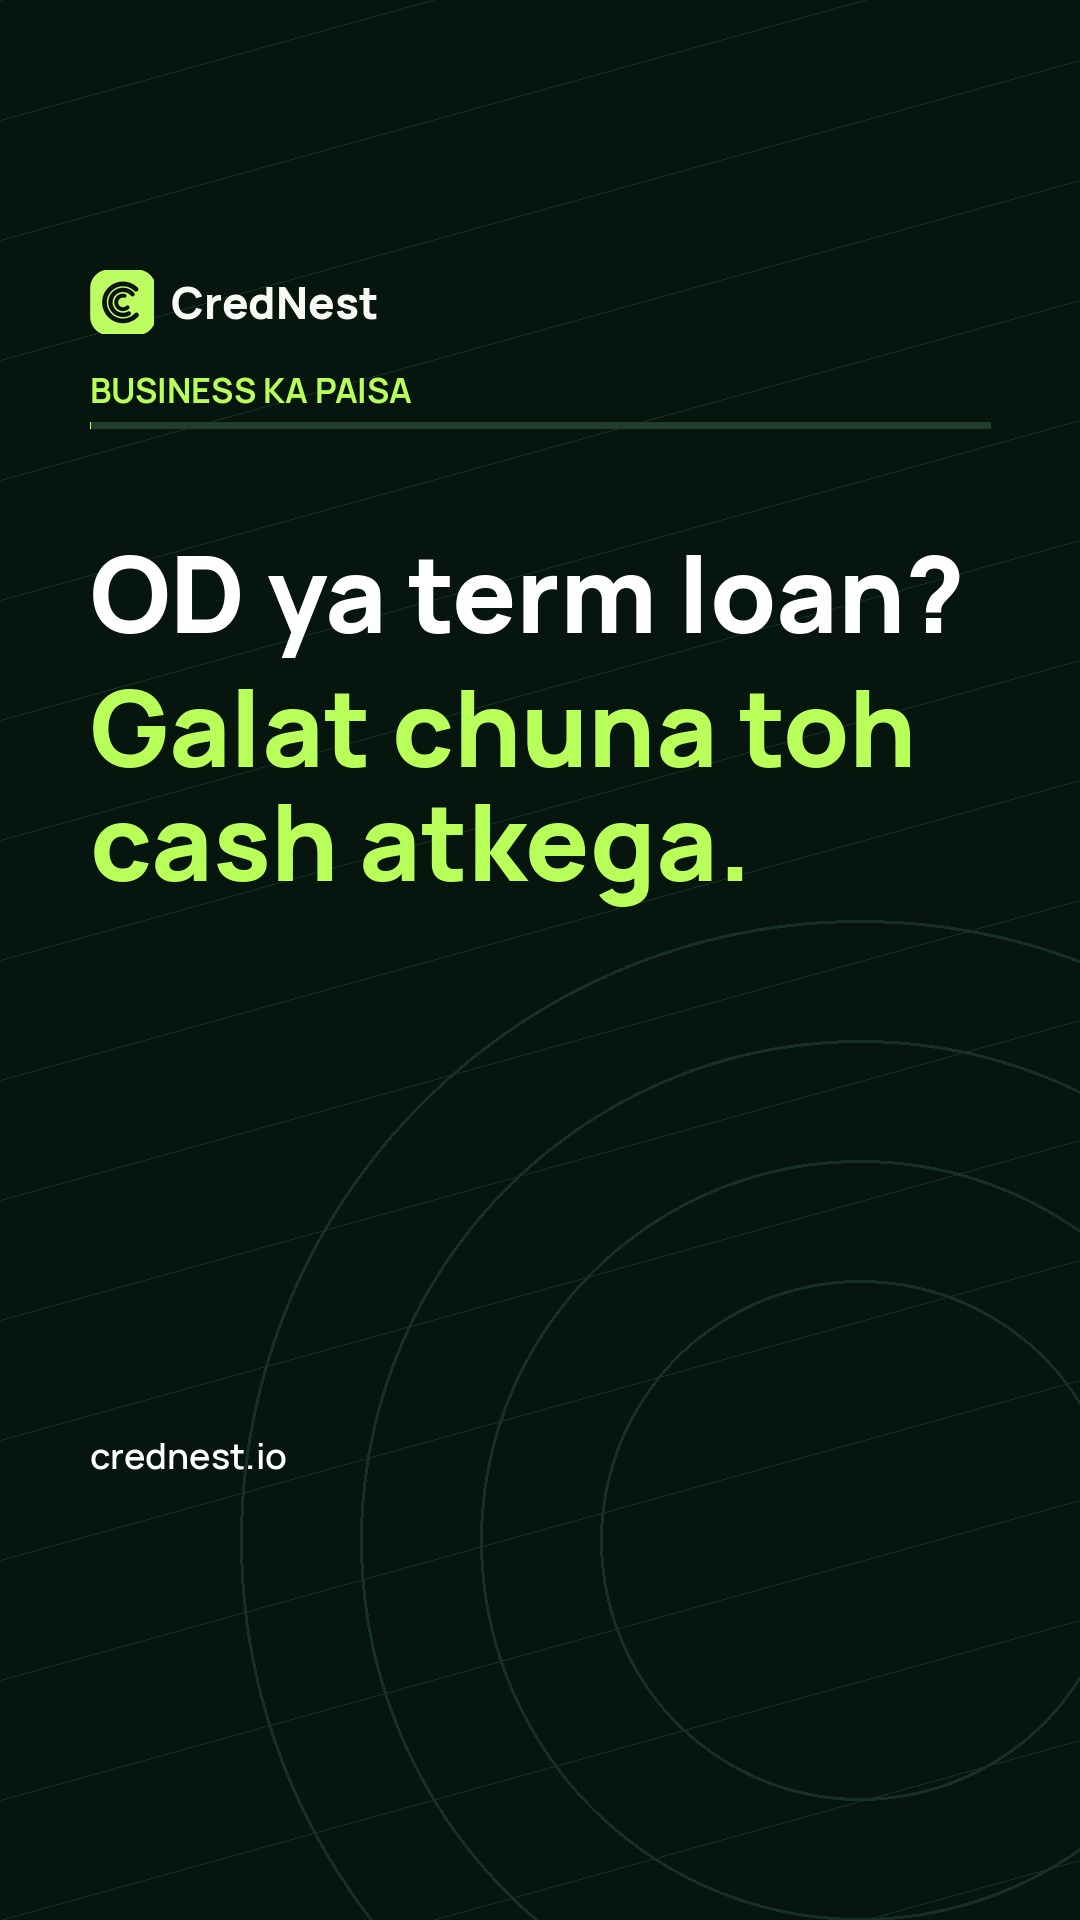 CredNest
BUSINESS KA PAISA
OD ya term loan?
Galat chuna toh
cash atkega.
crednest.io